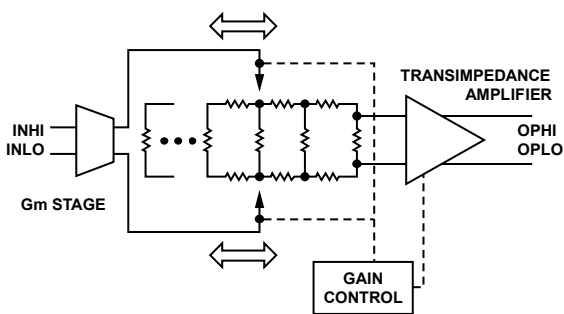 TRANSIMPEDANCE
AMPLIFIER
INHI
INLO
OPHI
OPLO
Gm STAGE
GAIN
CONTROL